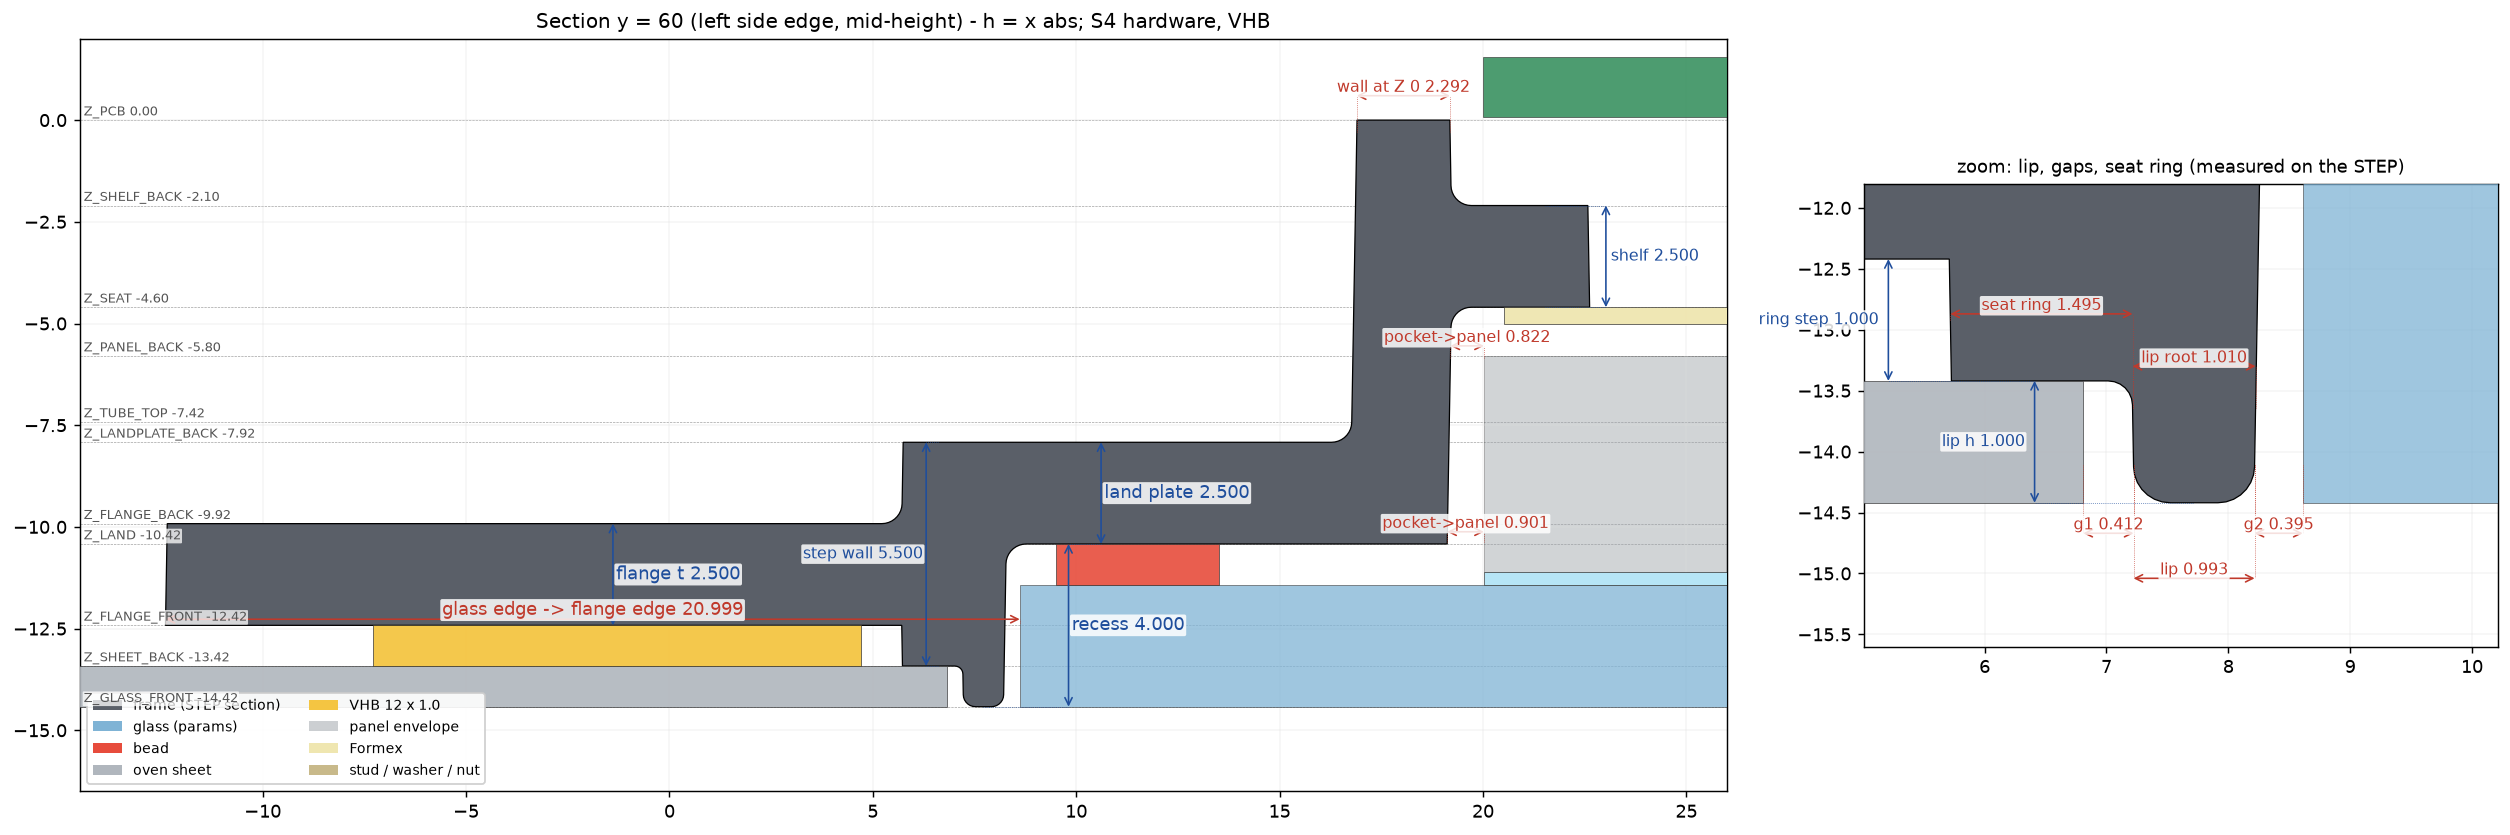 Section y = 60 (left side edge, mid-height) - h = x abs; S4 hardware, VHB
wall at Z 0 2.292
Z_PCB 0.00
0.0
Z_SHELF_BACK -2.10
−2.5
shelf 2.500
Z_SEAT -4.60
−5.0
pocket->panel 0.822
Z_PANEL_BACK -5.80
Z_TUBE_TOP -7.42
−7.5
Z_LANDPLATE_BACK -7.92
land plate 2.500
Z_FLANGE_BACK -9.92
pocket->panel 0.901
−10.0
Z_LAND -10.42
step wall 5.500
flange t 2.500
glass edge -> flange edge 20.999
Z_FLANGE_FRONT -12.42
−12.5
recess 4.000
Z_SHEET_BACK -13.42
Z_GLASS_FRONT -14.42
−15.0
frame (STEP section)
glass (params)
bead
oven sheet
VHB 12 x 1.0
panel envelope
Formex
stud / washer / nut
−10
−5
0
5
10
15
20
25
zoom: lip, gaps, seat ring (measured on the STEP)
−12.0
−12.5
seat ring 1.495
ring step 1.000
−13.0
lip root 1.010
−13.5
lip h 1.000
−14.0
−14.5
g1 0.412
g2 0.395
lip 0.993
−15.0
−15.5
6
7
8
9
10